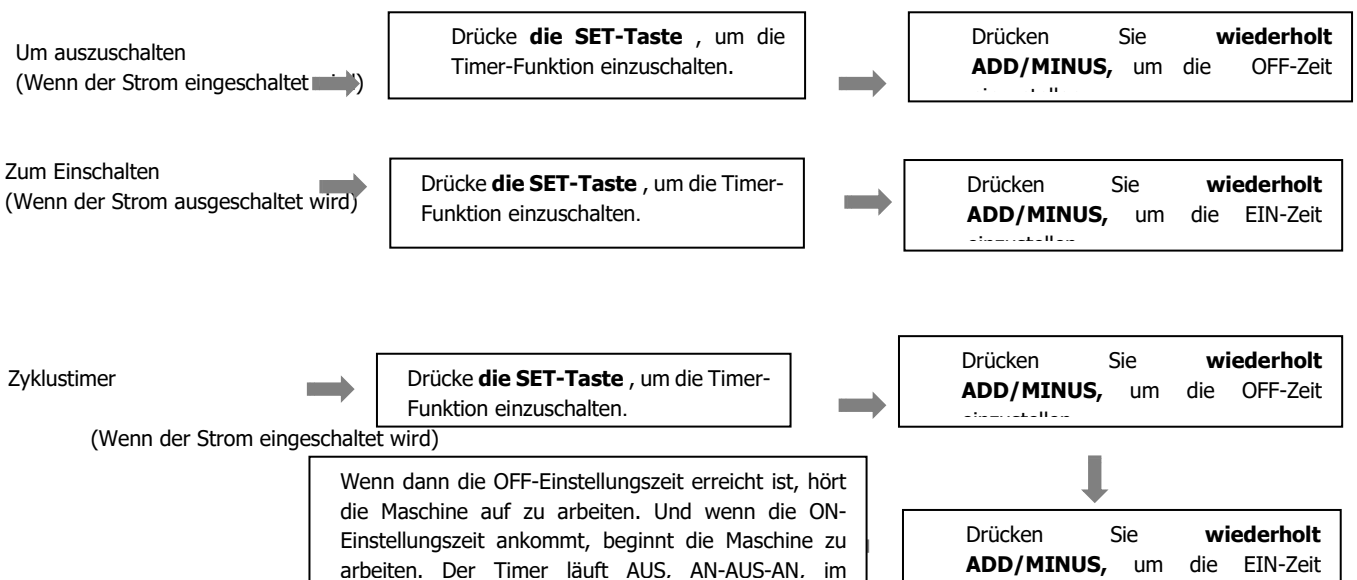 Um auszuschalten
(Wenn der Strom eingeschaltet wird)
Drücke die SET-Taste , um die
Timer-Funktion einzuschalten.
Drücken Sie wiederholt
ADD/MINUS, um die OFF-Zeit
Zum Einschalten
(Wenn der Strom ausgeschaltet wird)
Drücke die SET-Taste , um die Timer-
Funktion einzuschalten.
Drücken Sie wiederholt
ADD/MINUS, um die EIN-Zeit
Zyklustimer
(Wenn der Strom eingeschaltet wird)
Drücke die SET-Taste , um die Timer-
Funktion einzuschalten.
Drücken Sie wiederholt
ADD/MINUS, um die OFF-Zeit
Drücken Sie wiederholt
ADD/MINUS, um die EIN-Zeit
Wenn dann die OFF-Einstellungszeit erreicht ist, hört
die Maschine auf zu arbeiten. Und wenn die ON-
Einstellungszeit ankommt, beginnt die Maschine zu
arbeiten. Der Timer läuft AUS, AN-AUS-AN, im